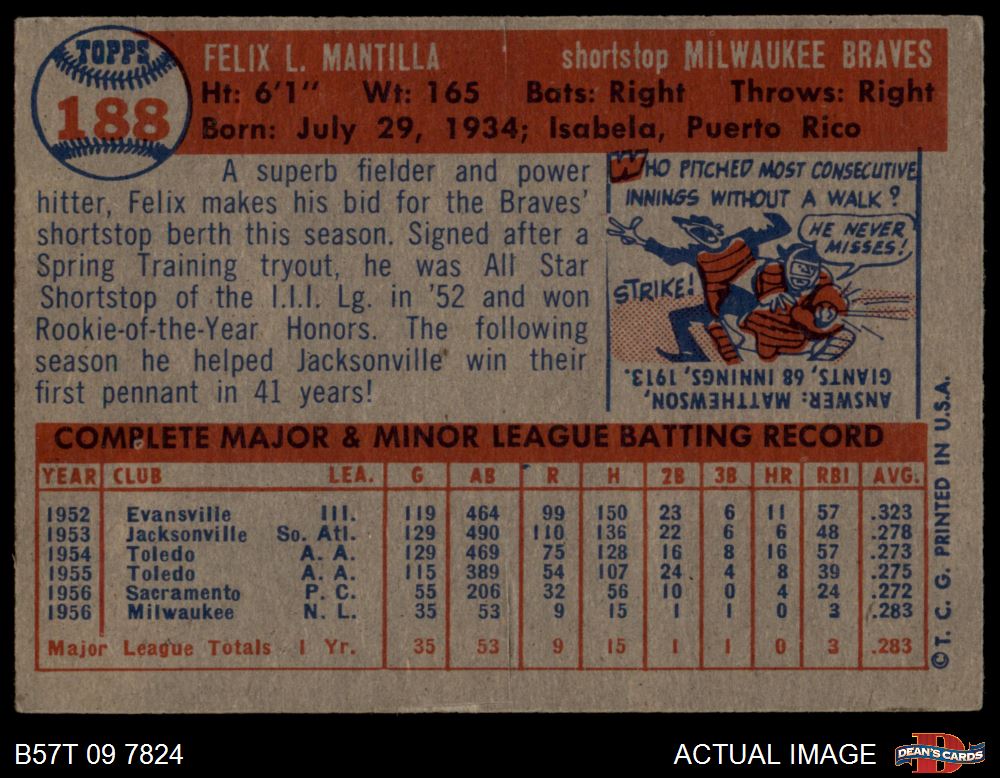 TOPPS
188
FELIX L. MANTILLA shortstop MILWAUKEE BRAVES
Ht: 6'1" Wt: 165 Bats: Right Throws: Right
Born: July 29, 1934; Isabela, Puerto Rico
A superb fielder and power
hitter, Felix makes his bid for the Braves'
shortstop berth this season. Signed after a
Spring Training tryout, he was All Star
Shortstop of the I.I.I. Lg. in '52 and won
Rookie-of-the-Year Honors. The following
season he helped Jacksonville win their
first pennant in 41 years!
WHO PITCHED MOST CONSECUTIVE
INNINGS WITHOUT A WALK?
HE NEVER
MISSES!
STRIKE!
ANSWER: MATTHEWSON,
GIANTS, 68 INNINGS, 1913.
COMPLETE MAJOR & MINOR LEAGUE BATTING RECORD
YEAR CLUB LEA. G AB R H 2B 3B HR RBI AVG.
1952 Evansville III. 119 464 99 150 23 6 11 57 .323
1953 Jacksonville So. Atl. 129 490 110 136 22 6 6 48 .278
1954 Toledo A. A. 129 469 75 128 16 8 16 57 .273
1955 Toledo A. A. 115 389 54 107 24 4 8 39 .275
1956 Sacramento P. C. 55 206 32 56 10 0 4 24 .272
1956 Milwaukee N. L. 35 53 9 15 1 1 0 3 .283
Major League Totals 1 Yr. 35 53 9 15 1 1 0 3 .283
© T. C. G. PRINTED IN U.S.A.
B57T 09 7824 ACTUAL IMAGE
DEAN'S CARDS